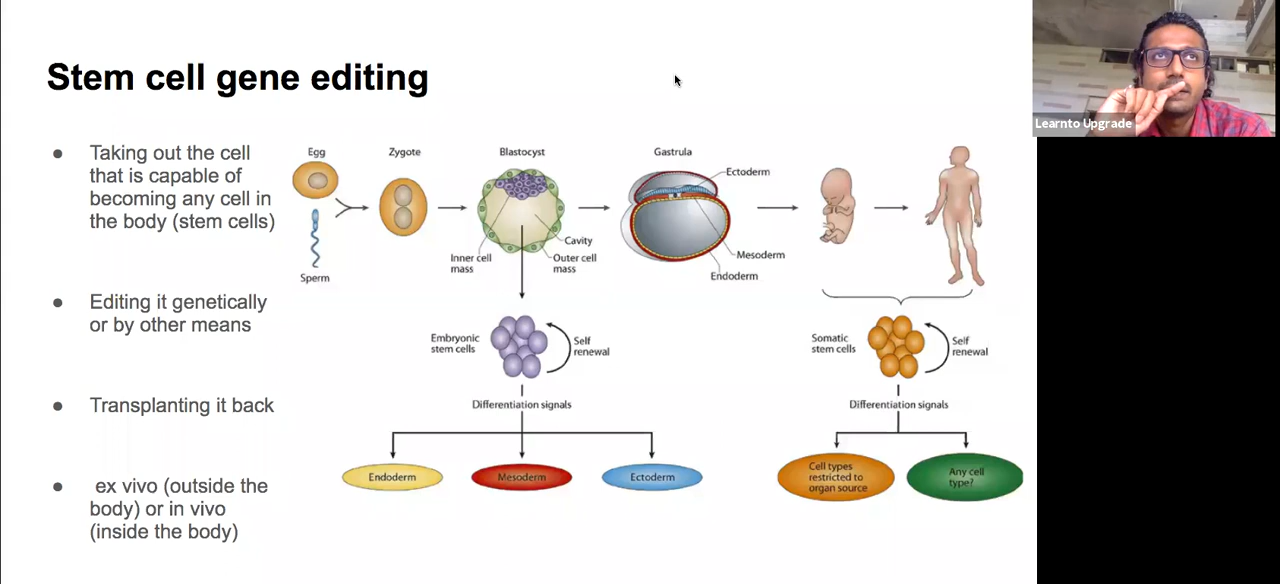 Stem cell gene editing
Learnto Upgrade
Taking out the cell
that is capable of
becoming any cell in
the body (stem cells)
Editing it genetically
or by other means
Transplanting it back
ex vivo (outside the
body) or in vivo
(inside the body)
Egg
Zygote
Blastocyst
Gastrula
Ectoderm
Sperm
Inner cell
mass
Cavity
Outer cell
mass
Mesoderm
Endoderm
Embryonic
stem cells
Self
renewal
Somatic
stem cells
Self
renewal
Differentiation signals
Differentiation signals
Endoderm
Mesoderm
Ectoderm
Cell types
restricted to
organ source
Any cell
type?